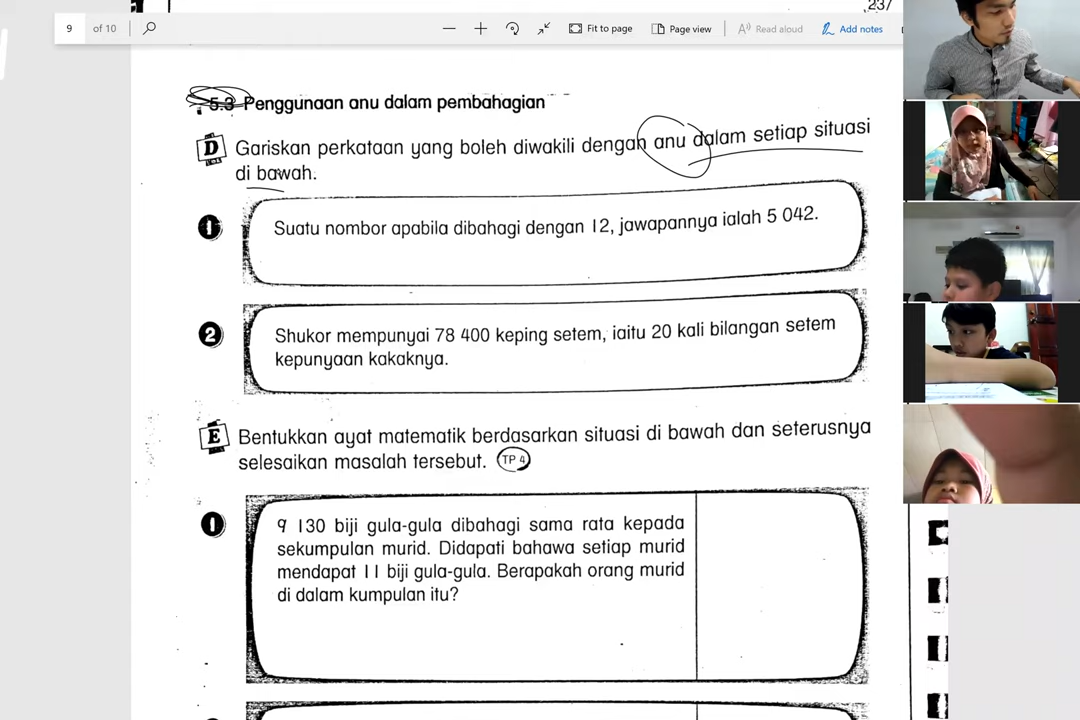 237
9 of 10 Fit to page Page view Read aloud Add notes
5.3 Penggunaan anu dalam pembahagian
D Gariskan perkataan yang boleh diwakili dengan anu dalam setiap situasi
di bawah.
1 Suatu nombor apabila dibahagi dengan 12, jawapannya ialah 5 042.
2 Shukor mempunyai 78 400 keping setem, iaitu 20 kali bilangan setem
kepunyaan kakaknya.
E Bentukkan ayat matematik berdasarkan situasi di bawah dan seterusnya
selesaikan masalah tersebut. TP 4
1 9 130 biji gula-gula dibahagi sama rata kepada
sekumpulan murid. Didapati bahawa setiap murid
mendapat 11 biji gula-gula. Berapakah orang murid
di dalam kumpulan itu?